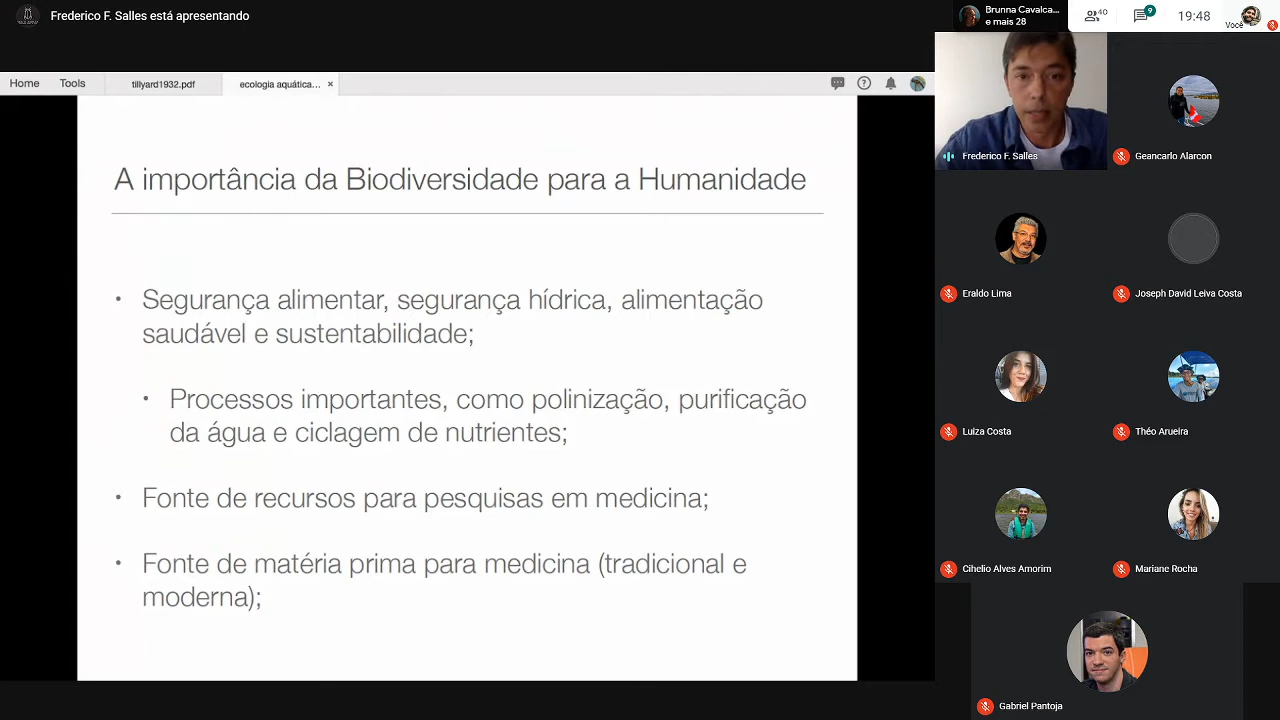 Frederico F. Salles está apresentando
Brunna Cavalca...
e mais 28
40
9
19:48
Você
Home
Tools
tillyard1932.pdf
ecologia aquática...
×
A importância da Biodiversidade para a Humanidade
• Segurança alimentar, segurança hídrica, alimentação
saudável e sustentabilidade;
• Processos importantes, como polinização, purificação
da água e ciclagem de nutrientes;
• Fonte de recursos para pesquisas em medicina;
• Fonte de matéria prima para medicina (tradicional e
moderna);
Frederico F. Salles
Geancarlo Alarcon
Eraldo Lima
Joseph David Leiva Costa
Luiza Costa
Théo Arueira
Cihelio Alves Amorim
Mariane Rocha
Gabriel Pantoja